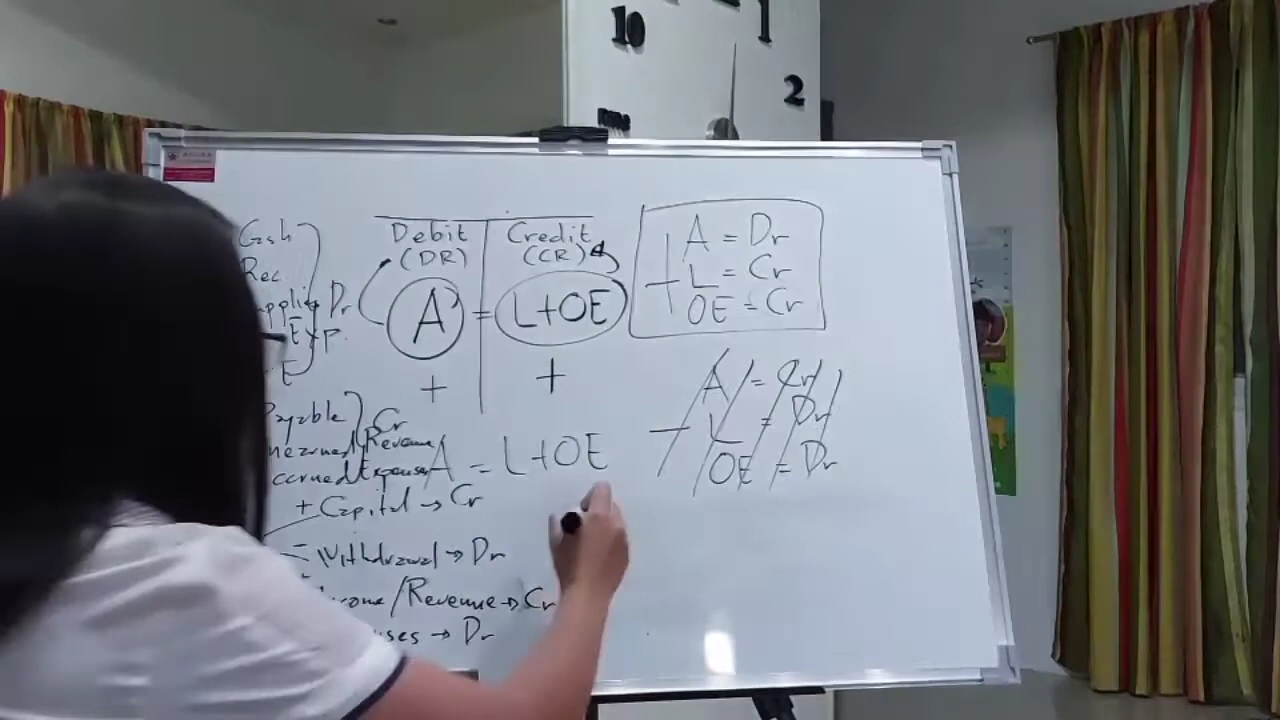 10
1
2
Cash
Rec
Dr
Exp.
E
Payable
Cr
Revenue
Expenses
+ Capital → Cr
- Withdrawal → Dr
/Revenue → Cr
→ Dr
Debit
(DR)
Credit
(CR)
A = L+OE
+ +
A = L+OE
+ A = Dr
L = Cr
OE = Cr
- A = Cr
L = Dr
OE = Dr